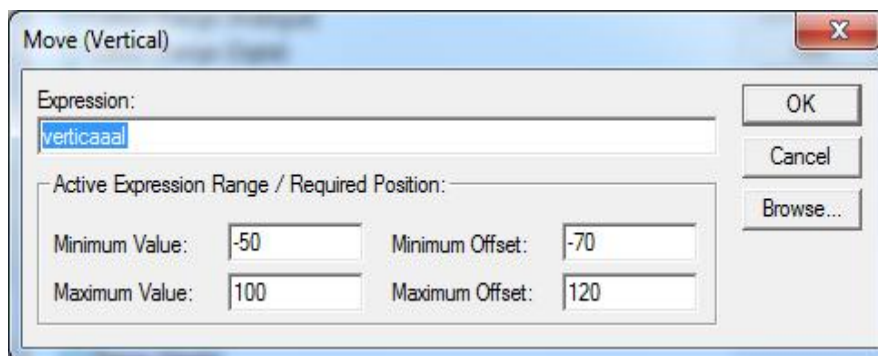 Move (Vertical)
Expression:
OK
verticaaal
Cancel
Active Expression Range / Required Position:
Browse...
Minimum Value: -50 Minimum Offset: -70
Maximum Value: 100 Maximum Offset: 120